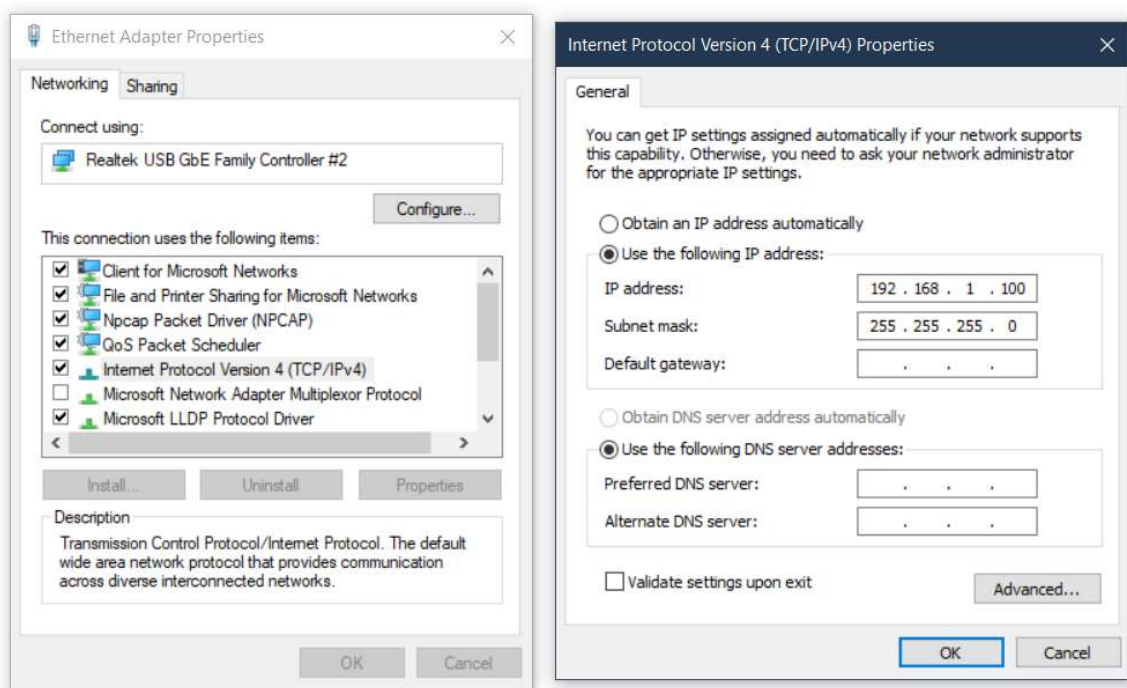 Ethernet Adapter Properties
Networking
Sharing
Connect using:
Realtek USB GbE Family Controller #2
Configure...
This connection uses the following items:
Client for Microsoft Networks
File and Printer Sharing for Microsoft Networks
Npcap Packet Driver (NPCAP)
QoS Packet Scheduler
Internet Protocol Version 4 (TCP/IPv4)
Microsoft Network Adapter Multiplexor Protocol
Microsoft LLDP Protocol Driver
Install...
Uninstall
Properties
Description
Transmission Control Protocol/Internet Protocol. The default
wide area network protocol that provides communication
across diverse interconnected networks.
OK
Cancel
Internet Protocol Version 4 (TCP/IPv4) Properties
General
You can get IP settings assigned automatically if your network supports
this capability. Otherwise, you need to ask your network administrator
for the appropriate IP settings.
Obtain an IP address automatically
Use the following IP address:
IP address: 192 . 168 . 1 . 100
Subnet mask: 255 . 255 . 255 . 0
Default gateway: . . .
Obtain DNS server address automatically
Use the following DNS server addresses:
Preferred DNS server: . . .
Alternate DNS server: . . .
Validate settings upon exit
Advanced...
OK
Cancel